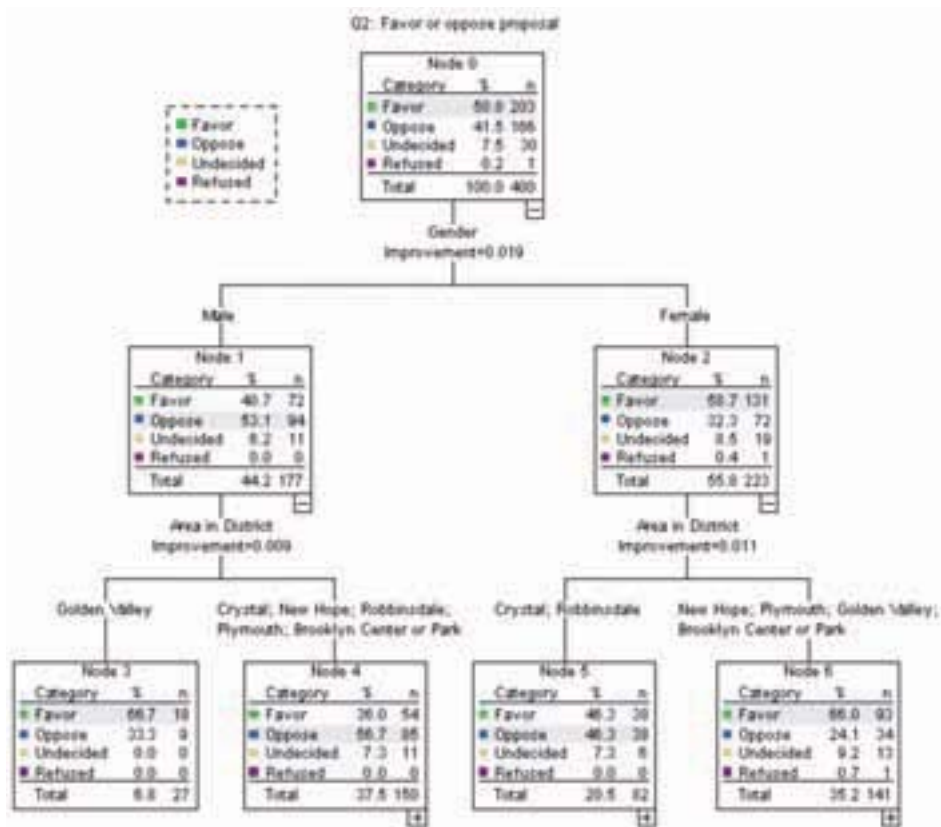 Q2: Favor or oppose proposal
Node 0
Category % n
Favor 50.8 203
Oppose 41.5 166
Undecided 7.5 30
Refused 0.2 1
Total 100.0 400
Favor
Oppose
Undecided
Refused
Gender
Improvement=0.019
Male
Female
Node 1
Category % n
Favor 40.7 72
Oppose 53.1 94
Undecided 6.2 11
Refused 0.0 0
Total 44.2 177
Node 2
Category % n
Favor 58.7 131
Oppose 32.3 72
Undecided 8.5 19
Refused 0.4 1
Total 55.8 223
Area in District
Improvement=0.009
Area in District
Improvement=0.011
Golden Valley
Crystal; New Hope; Robbinsdale;
Plymouth; Brooklyn Center or Park
Crystal; Robbinsdale
New Hope; Plymouth; Golden Valley;
Brooklyn Center or Park
Node 3
Category % n
Favor 66.7 18
Oppose 33.3 9
Undecided 0.0 0
Refused 0.0 0
Total 6.8 27
Node 4
Category % n
Favor 36.0 54
Oppose 56.7 85
Undecided 7.3 11
Refused 0.0 0
Total 37.5 150
Node 5
Category % n
Favor 46.3 38
Oppose 46.3 38
Undecided 7.3 6
Refused 0.0 0
Total 20.5 82
Node 6
Category % n
Favor 66.0 93
Oppose 24.1 34
Undecided 9.2 13
Refused 0.7 1
Total 35.2 141